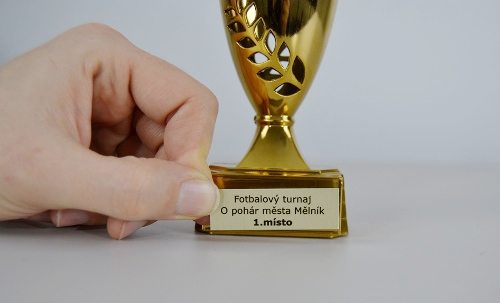 Fotbalový turnaj
O pohár města Mělník
1.místo